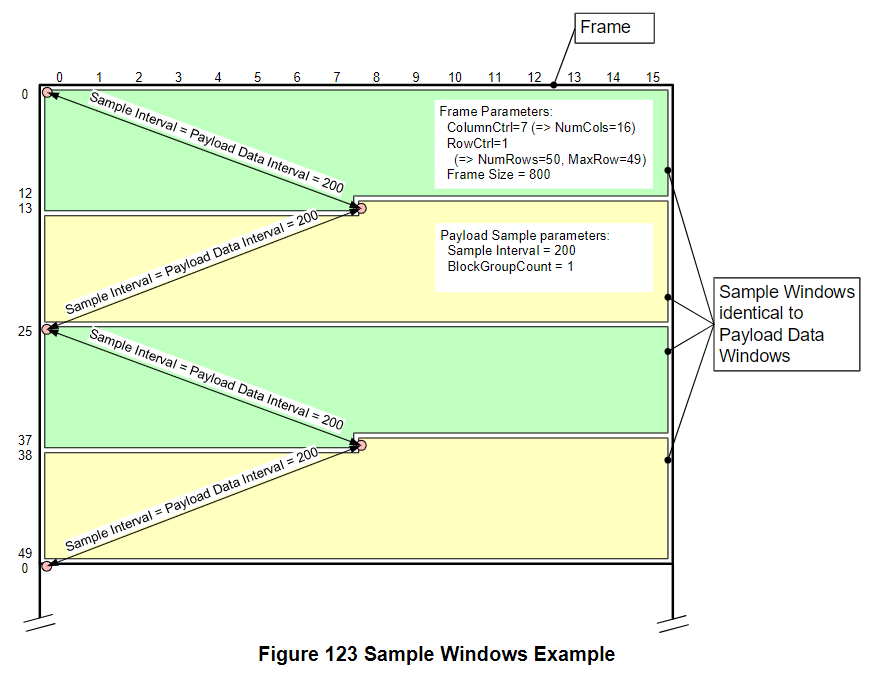 Frame
0 1 2 3 4 5 6 7 8 9 10 11 12 13 14 15
0
Sample Interval = Payload Data Interval = 200
Frame Parameters:
ColumnCtrl=7 (=> NumCols=16)
RowCtrl=1
(=> NumRows=50, MaxRow=49)
Frame Size = 800
12
13
Sample Interval = Payload Data Interval = 200
Payload Sample parameters:
Sample Interval = 200
BlockGroupCount = 1
Sample Windows
identical to
Payload Data
Windows
25
Sample Interval = Payload Data Interval = 200
37
38
Sample Interval = Payload Data Interval = 200
49
0
Figure 123 Sample Windows Example